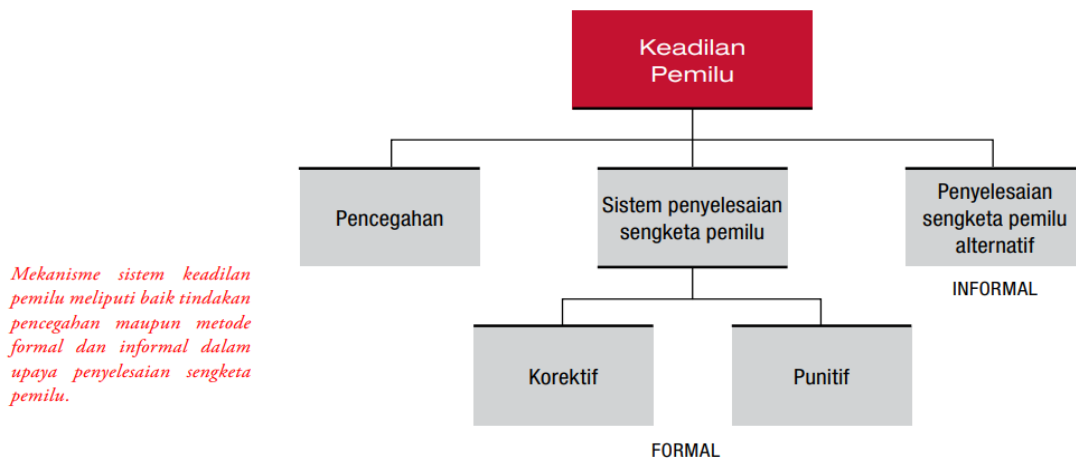 Keadilan
Pemilu
Pencegahan
Sistem penyelesaian
sengketa pemilu
Penyelesaian
sengketa pemilu
alternatif
INFORMAL
Mekanisme sistem keadilan
pemilu meliputi baik tindakan
pencegahan maupun metode
formal dan informal dalam
upaya penyelesaian sengketa
pemilu.
Korektif
Punitif
FORMAL